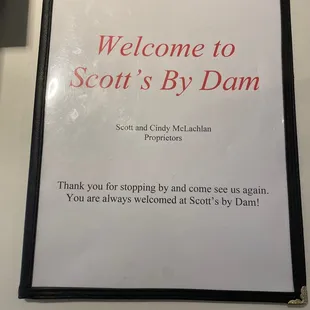 Welcome to
Scott's By Dam
Scott and Cindy McLachlan
Proprietors
Thank you for stopping by and come see us again.
You are always welcomed at Scott's by Dam!